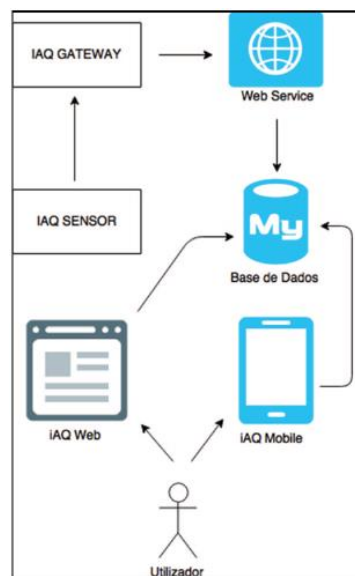 IAQ GATEWAY
Web Service
IAQ SENSOR
My
Base de Dados
iAQ Web
iAQ Mobile
Utilizador